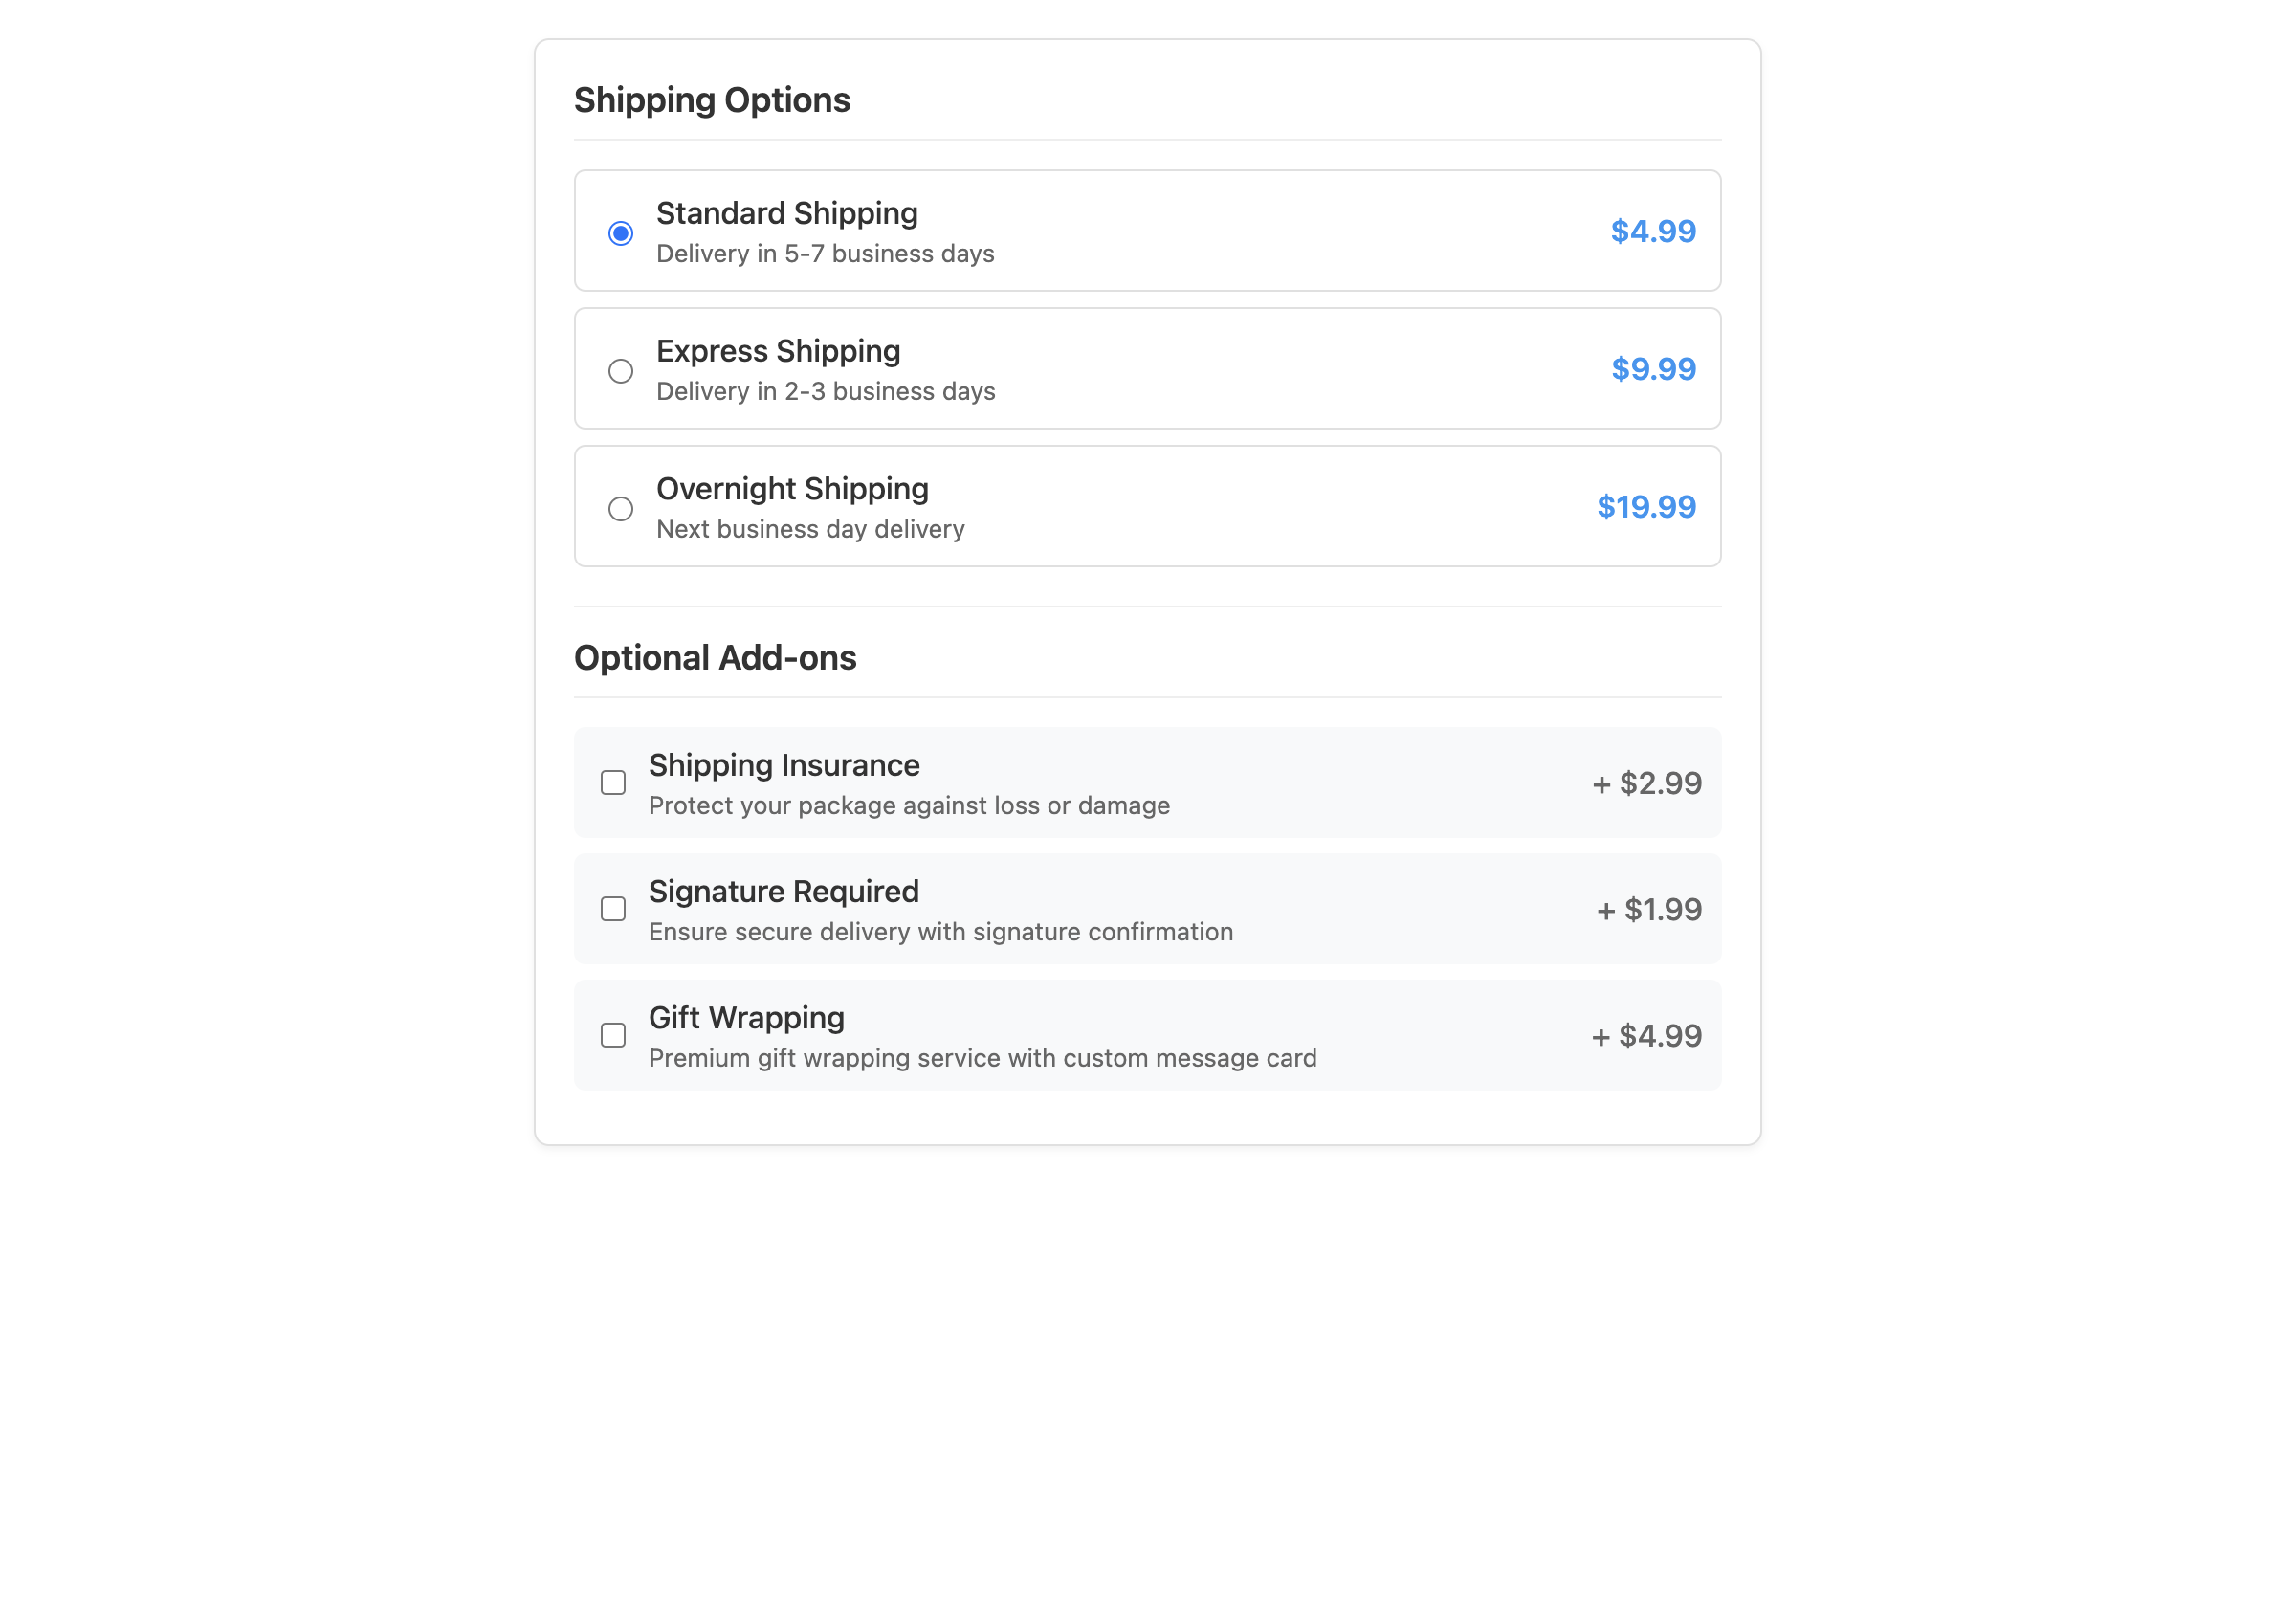 Shipping Options
Standard Shipping
Delivery in 5-7 business days
$4.99
Express Shipping
Delivery in 2-3 business days
$9.99
Overnight Shipping
Next business day delivery
$19.99
Optional Add-ons
Shipping Insurance
Protect your package against loss or damage
+ $2.99
Signature Required
Ensure secure delivery with signature confirmation
+ $1.99
Gift Wrapping
Premium gift wrapping service with custom message card
+ $4.99